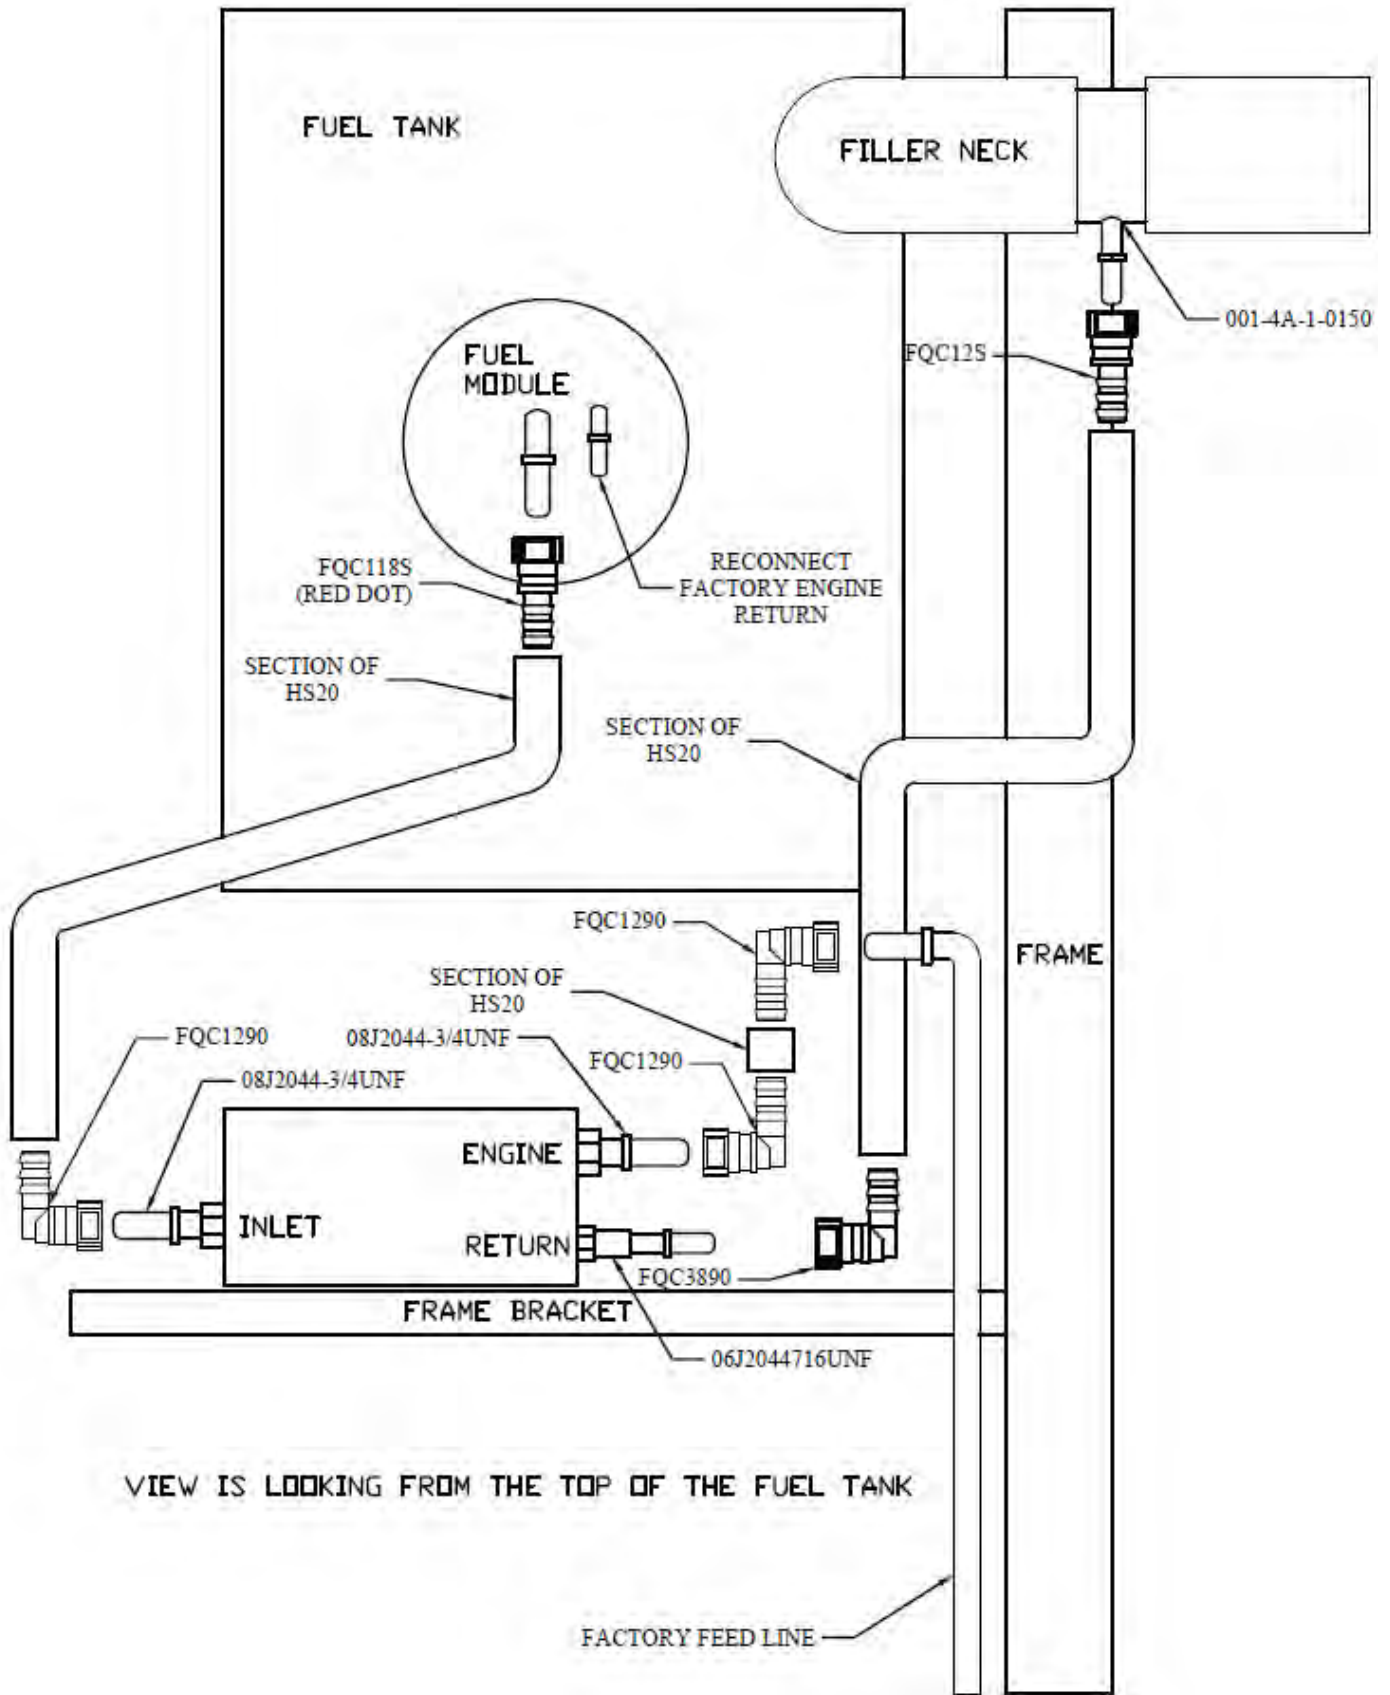 FUEL TANK
FILLER NECK
001-4A-1-0150
FQC12S
FUEL
MODULE
FQC118S
(RED DOT)
RECONNECT
FACTORY ENGINE
RETURN
SECTION OF
HS20
SECTION OF
HS20
FQC1290
FRAME
SECTION OF
HS20
FQC1290
08J2044-3/4UNF
FQC1290
08J2044-3/4UNF
ENGINE
INLET
RETURN
FQC3890
FRAME BRACKET
06J2044716UNF
VIEW IS LOOKING FROM THE TOP OF THE FUEL TANK
FACTORY FEED LINE